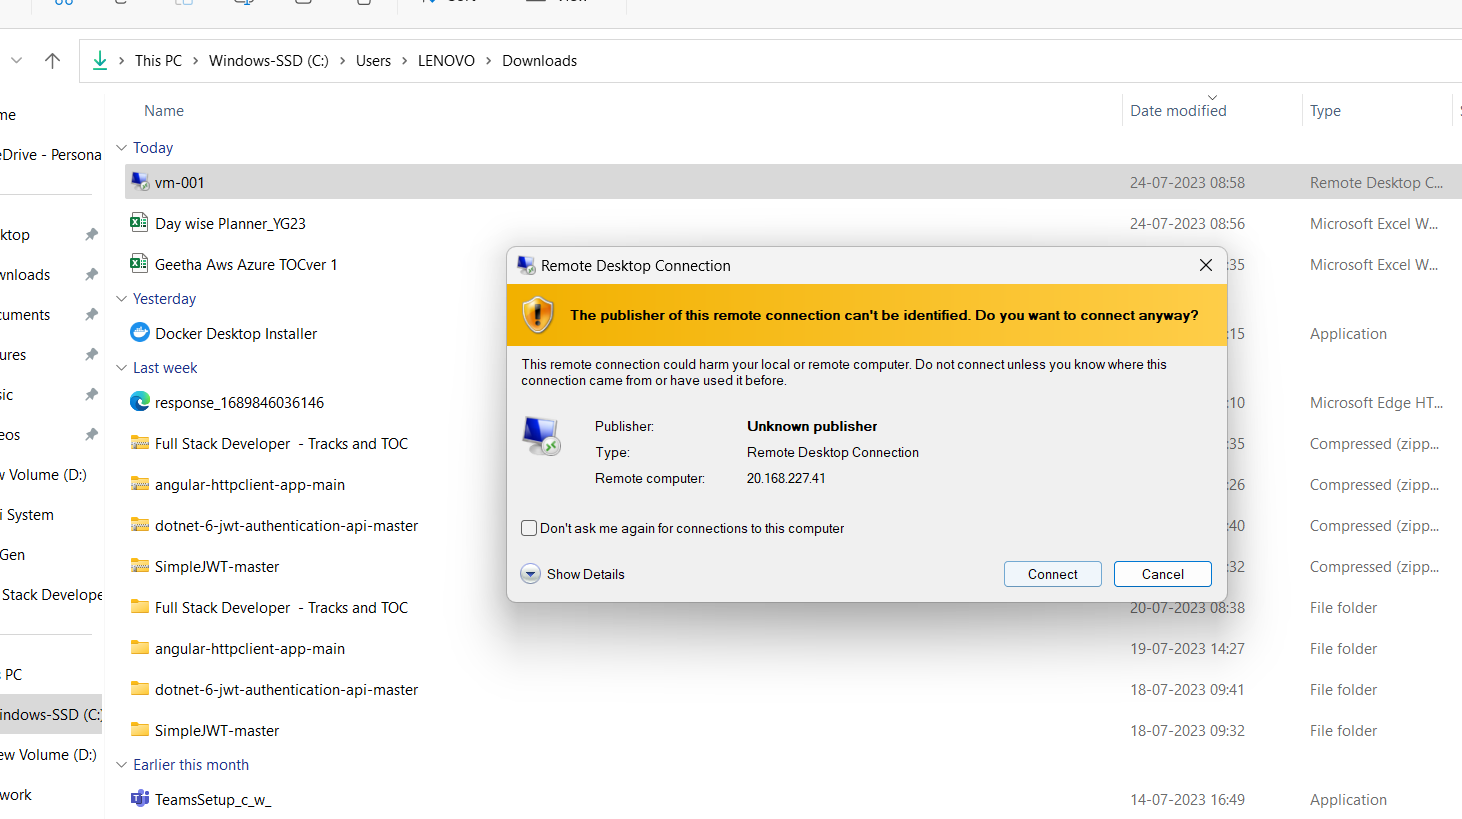 This PC > Windows-SSD (C:) > Users > LENOVO > Downloads
Name Date modified Type
me
eDrive - Persona
ktop
wnloads
cuments
ures
sic
eos
w Volume (D:)
i System
Gen
Stack Develope
PC
indows-SSD (C:)
ew Volume (D:)
work
Today
vm-001 24-07-2023 08:58 Remote Desktop C...
Day wise Planner_YG23 24-07-2023 08:56 Microsoft Excel W...
Geetha Aws Azure TOCver 1 :35 Microsoft Excel W...
Yesterday
Docker Desktop Installer :15 Application
Last week
response_1689846036146 :10 Microsoft Edge HT...
Full Stack Developer - Tracks and TOC :35 Compressed (zipp...
angular-httpclient-app-main :26 Compressed (zipp...
dotnet-6-jwt-authentication-api-master :40 Compressed (zipp...
SimpleJWT-master :32 Compressed (zipp...
Full Stack Developer - Tracks and TOC 20-07-2023 08:38 File folder
angular-httpclient-app-main 19-07-2023 14:27 File folder
dotnet-6-jwt-authentication-api-master 18-07-2023 09:41 File folder
SimpleJWT-master 18-07-2023 09:32 File folder
Earlier this month
TeamsSetup_c_w_ 14-07-2023 16:49 Application
Remote Desktop Connection
The publisher of this remote connection can't be identified. Do you want to connect anyway?
This remote connection could harm your local or remote computer. Do not connect unless you know where this
connection came from or have used it before.
Publisher: Unknown publisher
Type: Remote Desktop Connection
Remote computer: 20.168.227.41
Don't ask me again for connections to this computer
Show Details
Connect
Cancel